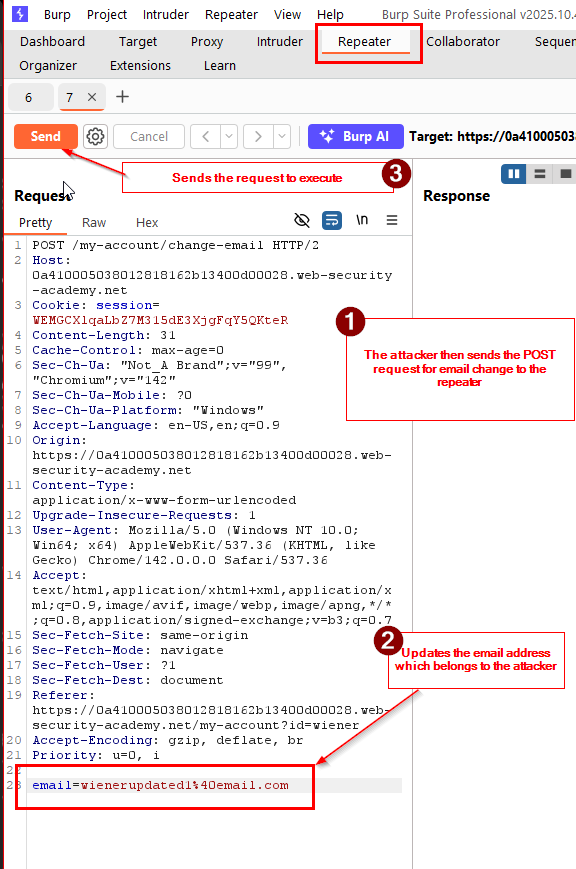 Burp Project Intruder Repeater View Help Burp Suite Professional v2025.10.4
Dashboard Target Proxy Intruder Repeater Collaborator Sequen
Organizer Extensions Learn
6 7 × +
Send Cancel < > Burp AI Target: https://0a410005038
Sends the request to execute 3
Request Response
Pretty Raw Hex \n
1 POST /my-account/change-email HTTP/2
2 Host:
0a410005038012818162b13400d00028.web-security
-academy.net
3 Cookie: session=
WEMGCXlqaLbZ7M315dE3XjgFqY5QKteR
4 Content-Length: 31
5 Cache-Control: max-age=0
6 Sec-Ch-Ua: "Not_A Brand";v="99",
"Chromium";v="142"
7 Sec-Ch-Ua-Mobile: ?0
8 Sec-Ch-Ua-Platform: "Windows"
9 Accept-Language: en-US,en;q=0.9
10 Origin:
https://0a410005038012818162b13400d00028.web-
security-academy.net
11 Content-Type:
application/x-www-form-urlencoded
12 Upgrade-Insecure-Requests: 1
13 User-Agent: Mozilla/5.0 (Windows NT 10.0;
Win64; x64) AppleWebKit/537.36 (KHTML, like
Gecko) Chrome/142.0.0.0 Safari/537.36
14 Accept:
text/html,application/xhtml+xml,application/x
ml;q=0.9,image/avif,image/webp,image/apng,*/*
;q=0.8,application/signed-exchange;v=b3;q=0.7
15 Sec-Fetch-Site: same-origin
16 Sec-Fetch-Mode: navigate
17 Sec-Fetch-User: ?1
18 Sec-Fetch-Dest: document
19 Referer:
https://0a410005038012818162b13400d00028.web-
security-academy.net/my-account?id=wiener
20 Accept-Encoding: gzip, deflate, br
21 Priority: u=0, i
22
23 email=wienerupdated1%40email.com
1
The attacker then sends the POST
request for email change to the
repeater
2
Updates the email address
which belongs to the attacker